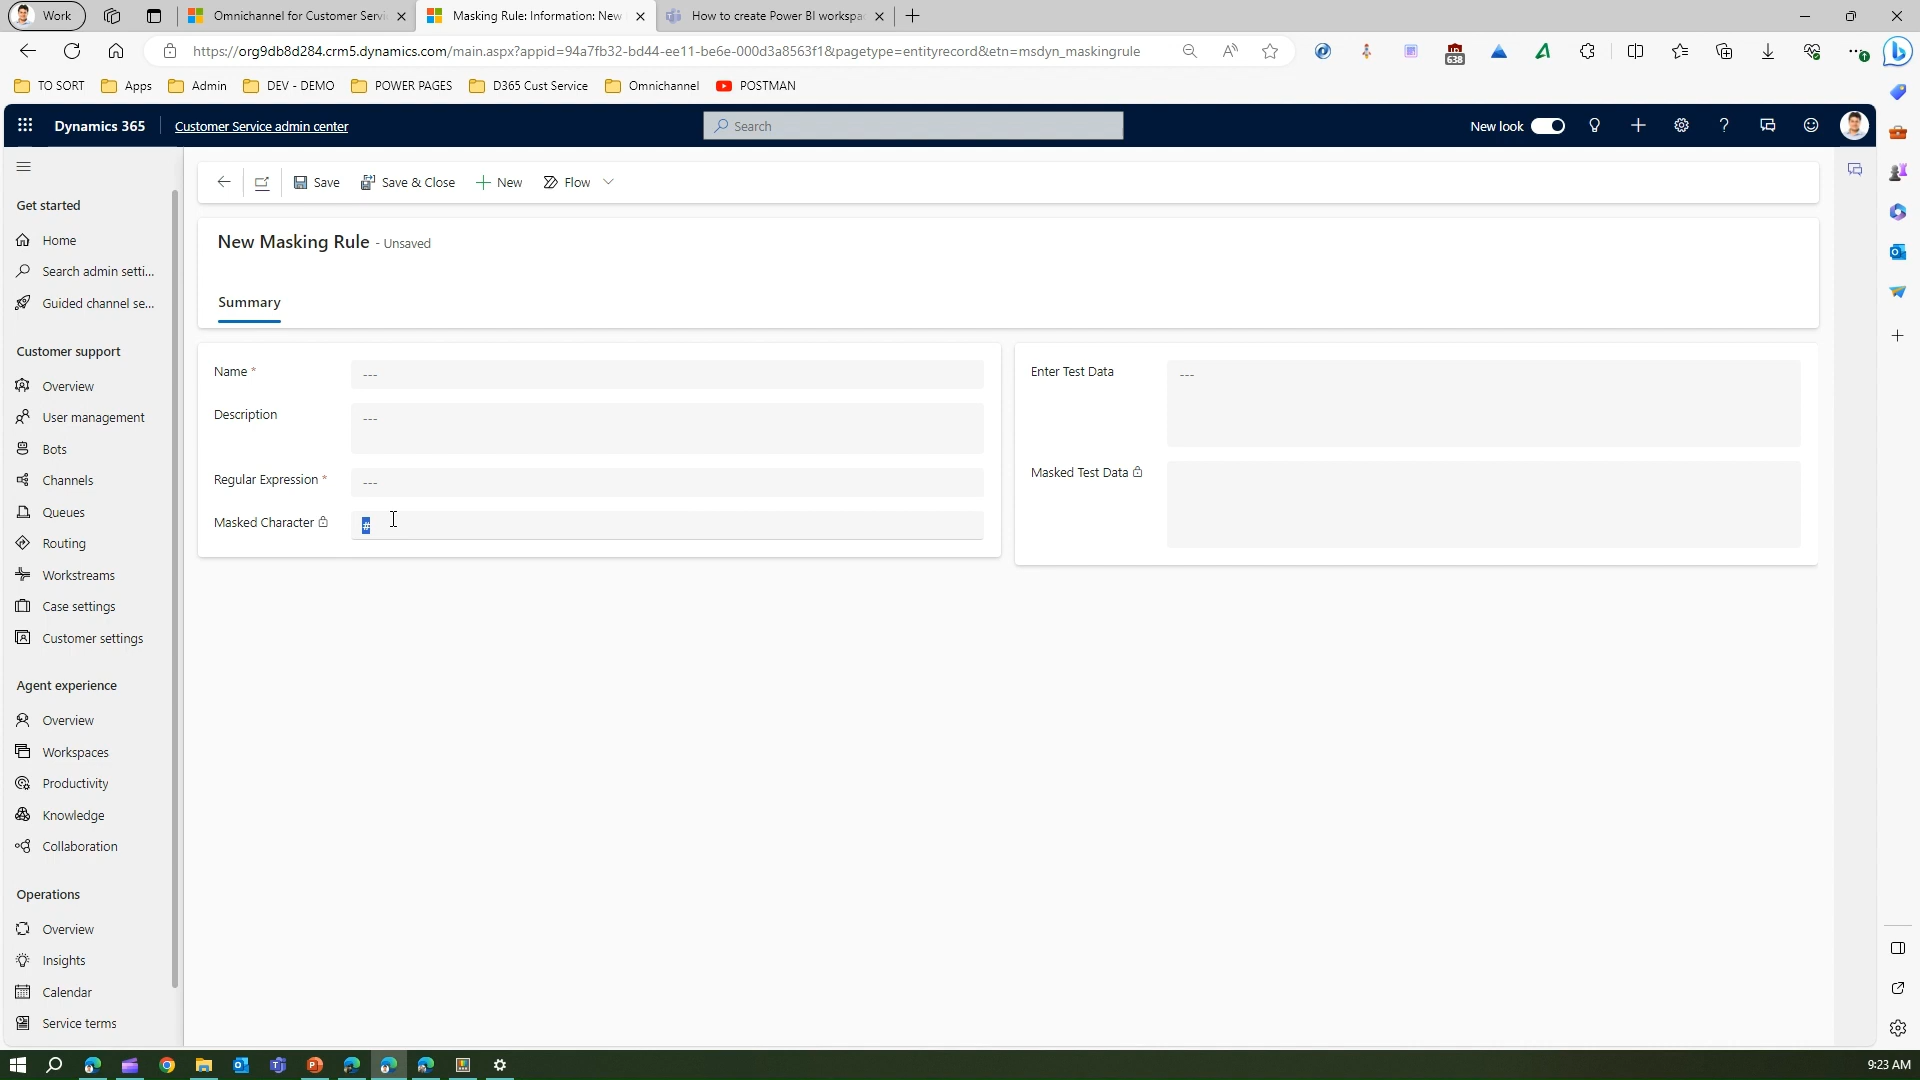 Work
Omnichannel for Customer Servi
Masking Rule: Information: New
How to create Power BI workspa
https://org9db8d284.crm5.dynamics.com/main.aspx?appid=94a7fb32-bd44-ee11-be6e-000d3a8563f1&pagetype=entityrecord&etn=msdyn_maskingrule
638
TO SORT
Apps
Admin
DEV - DEMO
POWER PAGES
D365 Cust Service
Omnichannel
POSTMAN
Dynamics 365
Customer Service admin center
Search
New look
Save
Save & Close
New
Flow
Get started
Home
Search admin setti...
Guided channel se...
Customer support
Overview
User management
Bots
Channels
Queues
Routing
Workstreams
Case settings
Customer settings
Agent experience
Overview
Workspaces
Productivity
Knowledge
Collaboration
Operations
Overview
Insights
Calendar
Service terms
New Masking Rule - Unsaved
Summary
Name *
---
Description
---
Regular Expression *
---
Masked Character
#
Enter Test Data
---
Masked Test Data
9:23 AM